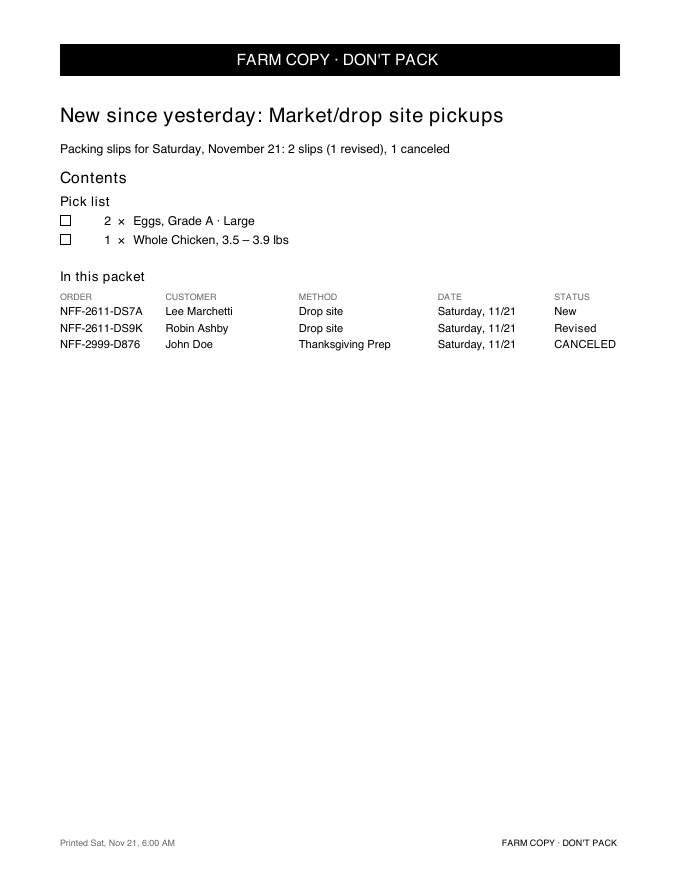 FARM COPY · DON'T PACK
New since yesterday: Market/drop site pickups
Packing slips for Saturday, November 21: 2 slips (1 revised), 1 canceled
Contents
Pick list
2 × Eggs, Grade A · Large
1 × Whole Chicken, 3.5 – 3.9 lbs
In this packet
ORDER CUSTOMER METHOD DATE STATUS
NFF-2611-DS7A Lee Marchetti Drop site Saturday, 11/21 New
NFF-2611-DS9K Robin Ashby Drop site Saturday, 11/21 Revised
NFF-2999-D876 John Doe Thanksgiving Prep Saturday, 11/21 CANCELED
Printed Sat, Nov 21, 6:00 AM FARM COPY · DON'T PACK